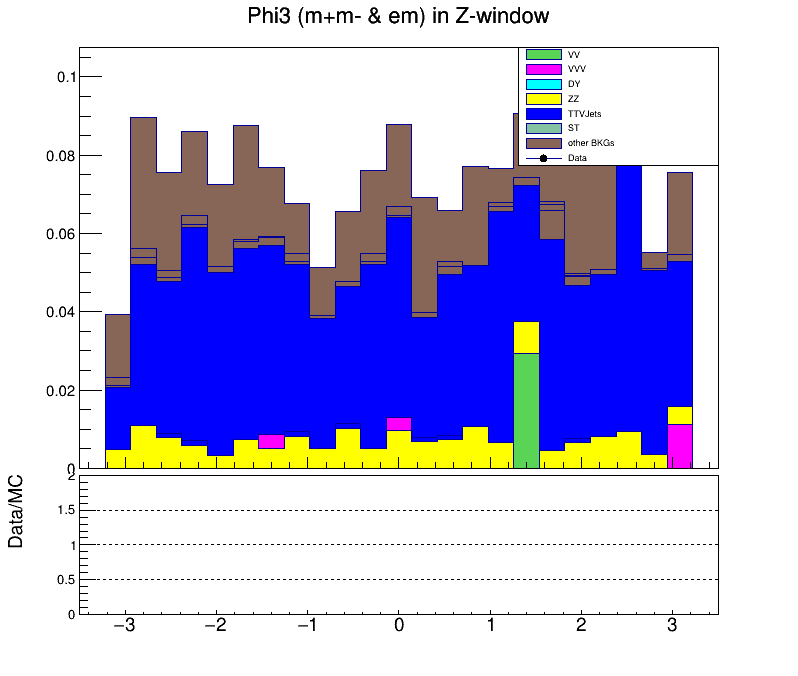 Phi3 (m+m- & em) in Z-window
VV
VVV
DY
ZZ
TTVJets
ST
other BKGs
Data
0.1
0.08
0.06
0.04
0.02
0
2
1.5
1
0.5
0
Data/MC
−3 −2 −1 0 1 2 3